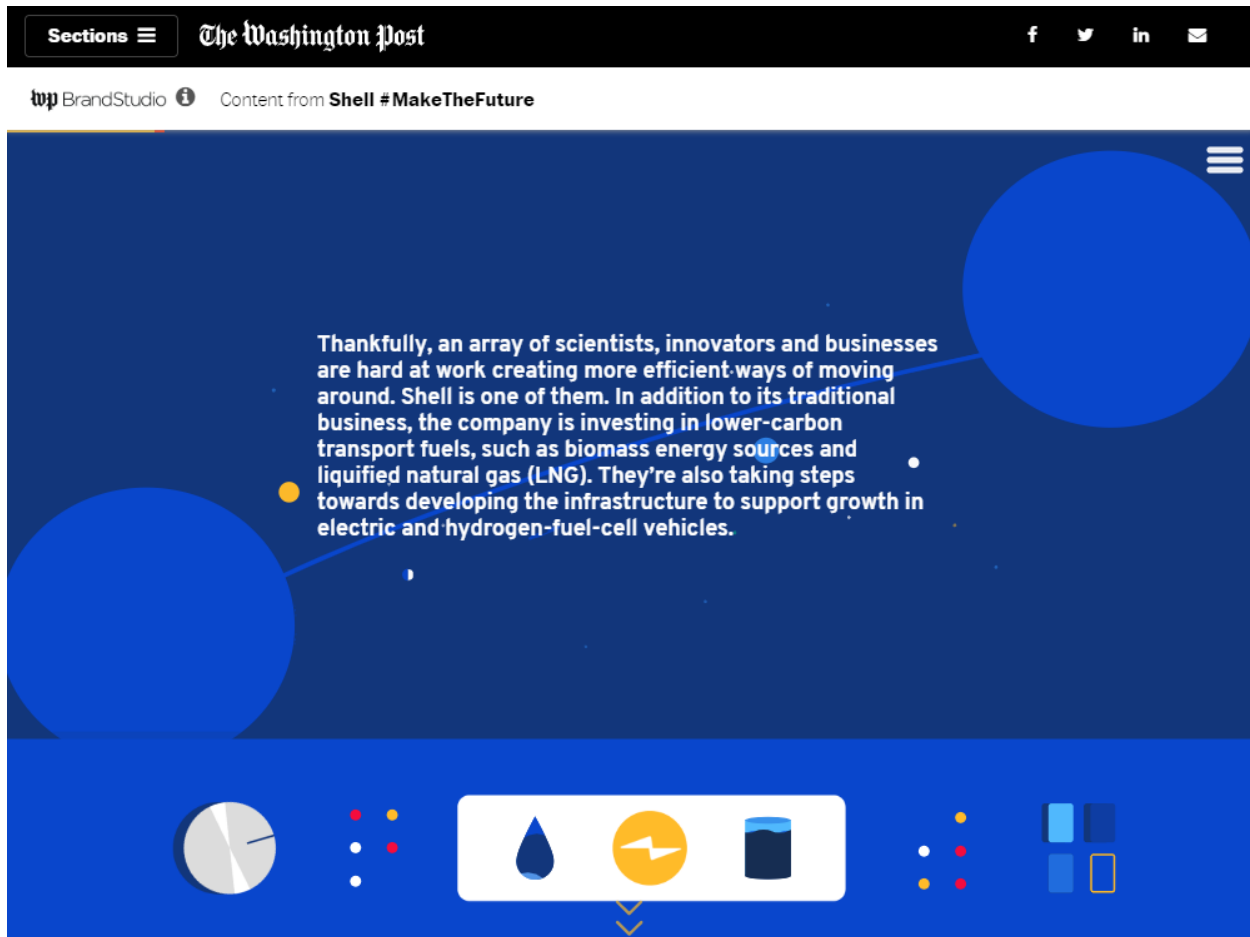 Sections
The Washington Post
f
in
wp BrandStudio i Content from Shell #MakeTheFuture
Thankfully, an array of scientists, innovators and businesses
are hard at work creating more efficient ways of moving
around. Shell is one of them. In addition to its traditional
business, the company is investing in lower-carbon
transport fuels, such as biomass energy sources and
liquified natural gas (LNG). They’re also taking steps
towards developing the infrastructure to support growth in
electric and hydrogen-fuel-cell vehicles.